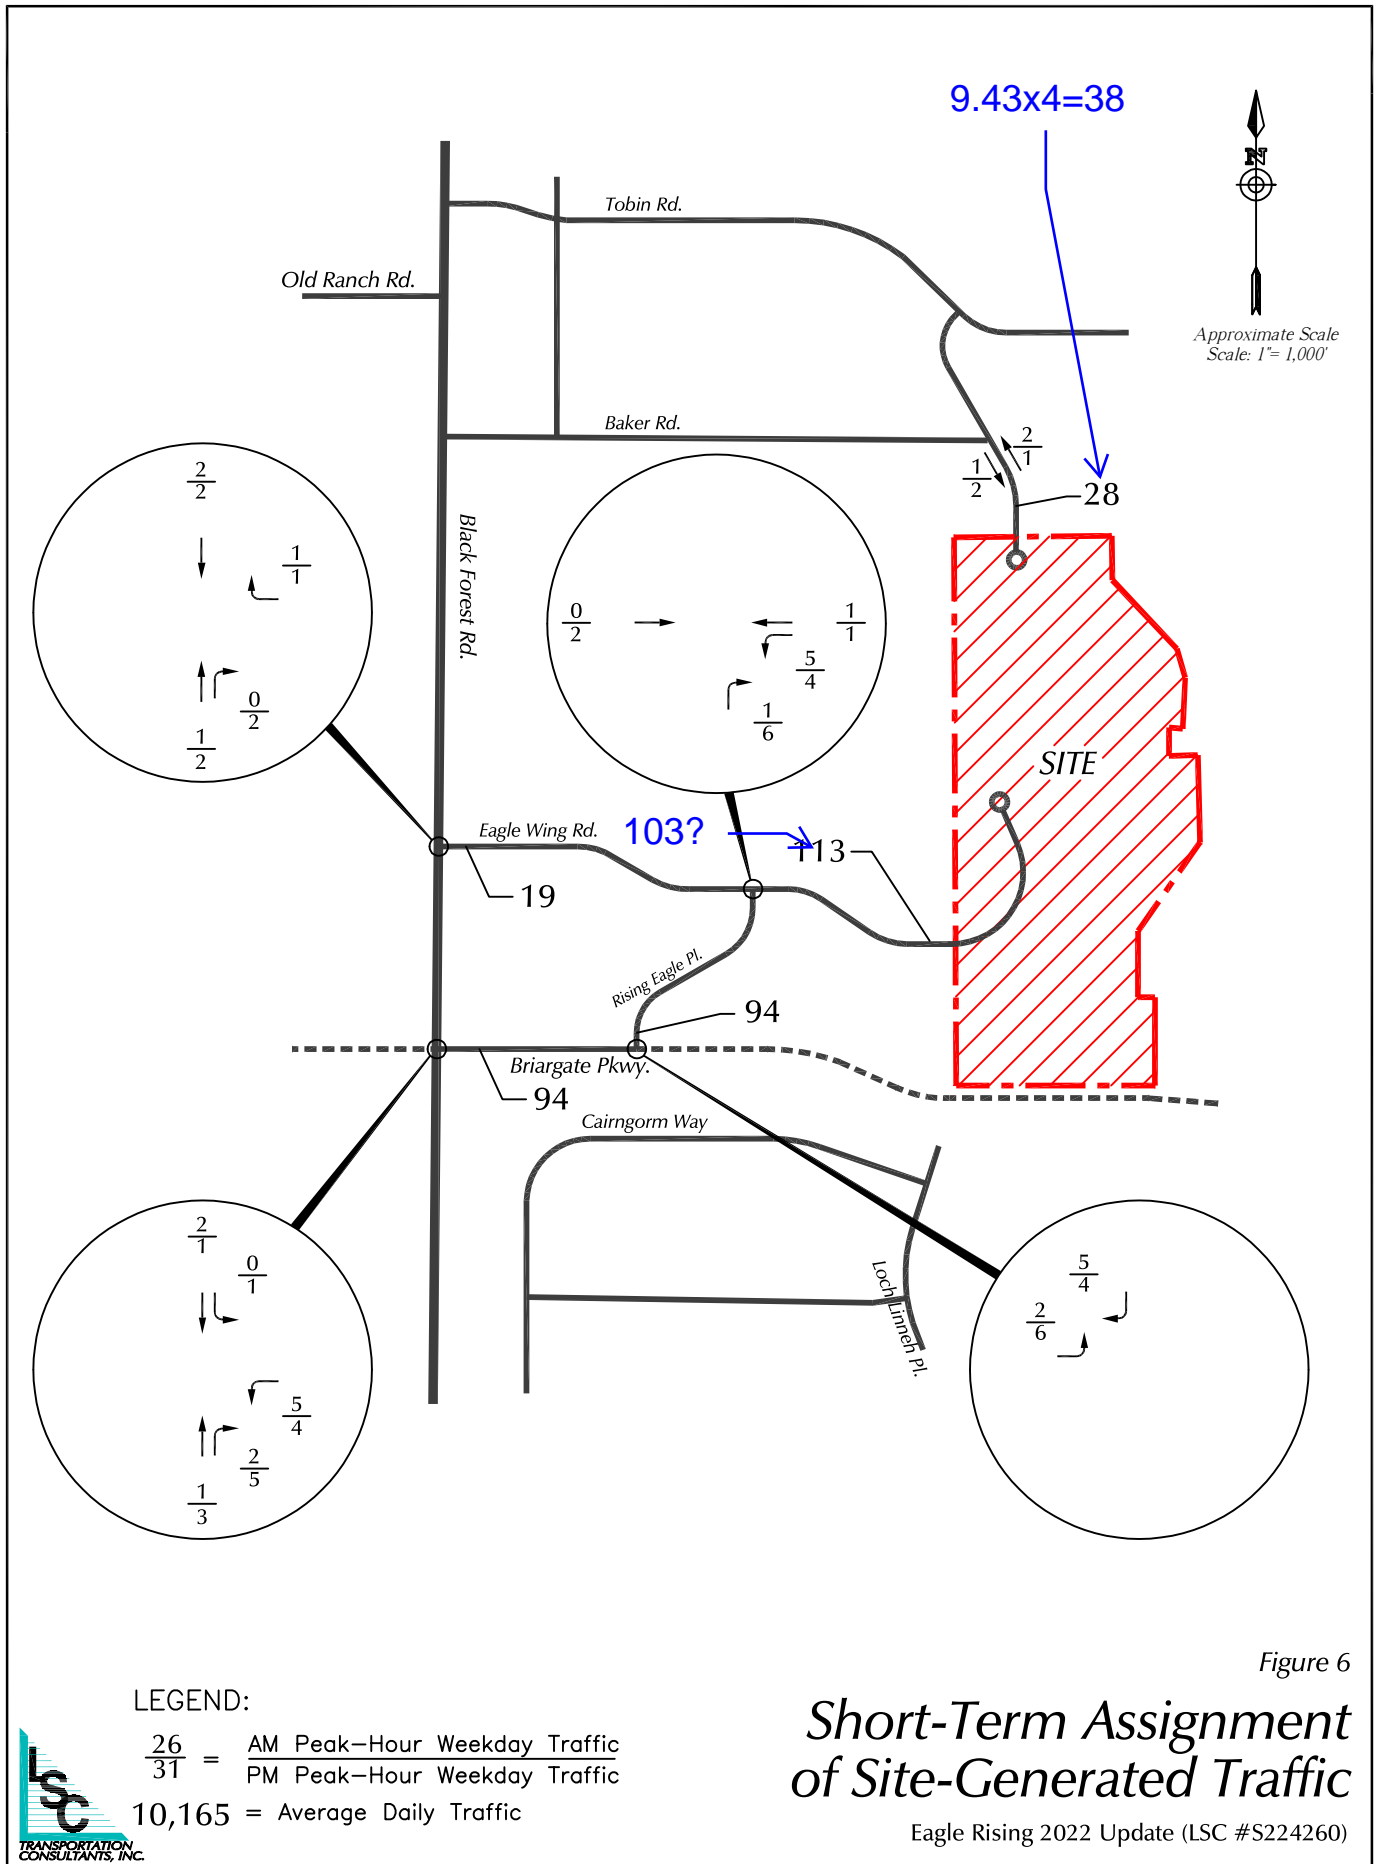 9.43x4=38
N
Tobin Rd.
Old Ranch Rd.
Approximate Scale
Scale: 1"= 1,000'
Baker Rd.
2
1
1
2
28
2
2
1
1
0
2
1
2
Black Forest Rd.
0
2
1
1
5
4
1
6
SITE
Eagle Wing Rd.
103?
113
19
Rising Eagle Pl.
94
Briargate Pkwy.
94
Cairngorm Way
2
1
0
1
5
4
2
5
1
3
Loch Linneh Pl.
5
4
2
6
Figure 6
Short-Term Assignment
of Site-Generated Traffic
Eagle Rising 2022 Update (LSC #S224260)
LEGEND:
26
31
=
AM Peak-Hour Weekday Traffic
PM Peak-Hour Weekday Traffic
10,165 = Average Daily Traffic
LSC
TRANSPORTATION
CONSULTANTS, INC.